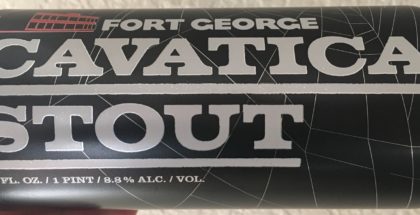 FORT GEORGE
CAVATICA
STOUT
FL. OZ. / 1 PINT / 8.8% ALC. / VOL.